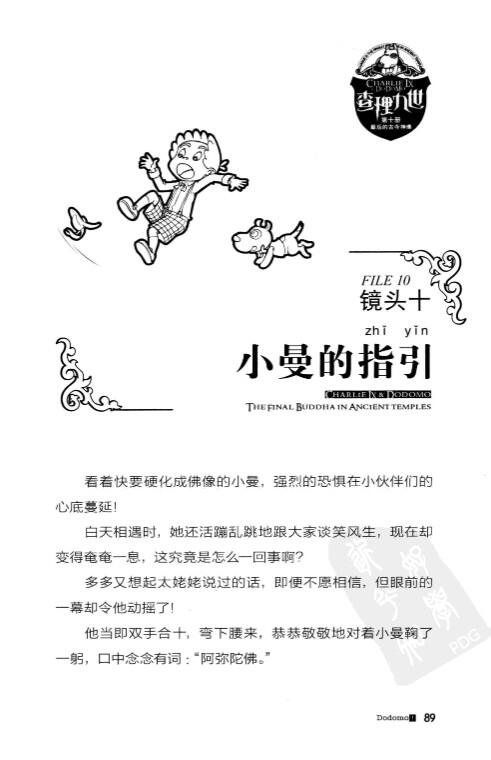 CHARLIE IX
DODOMO
查理九世
第十册
最后的古寺神佛
FILE 10
镜头十
zhǐ yǐn
小曼的指引
CHARLIE IX & DODOMO
THE FINAL BUDDHA IN ANCIENT TEMPLES
看着快要硬化成佛像的小曼，强烈的恐惧在小伙伴们的
心底蔓延！
白天相遇时，她还活蹦乱跳地跟大家谈笑风生，现在却
变得奄奄一息，这究竟是怎么一回事啊？
多多又想起太姥姥说过的话，即便不愿相信，但眼前的
一幕却令他动摇了！
他当即双手合十，弯下腰来，恭恭敬敬地对着小曼鞠了
一躬，口中念念有词：“阿弥陀佛。”
PDG
Dodomo 89